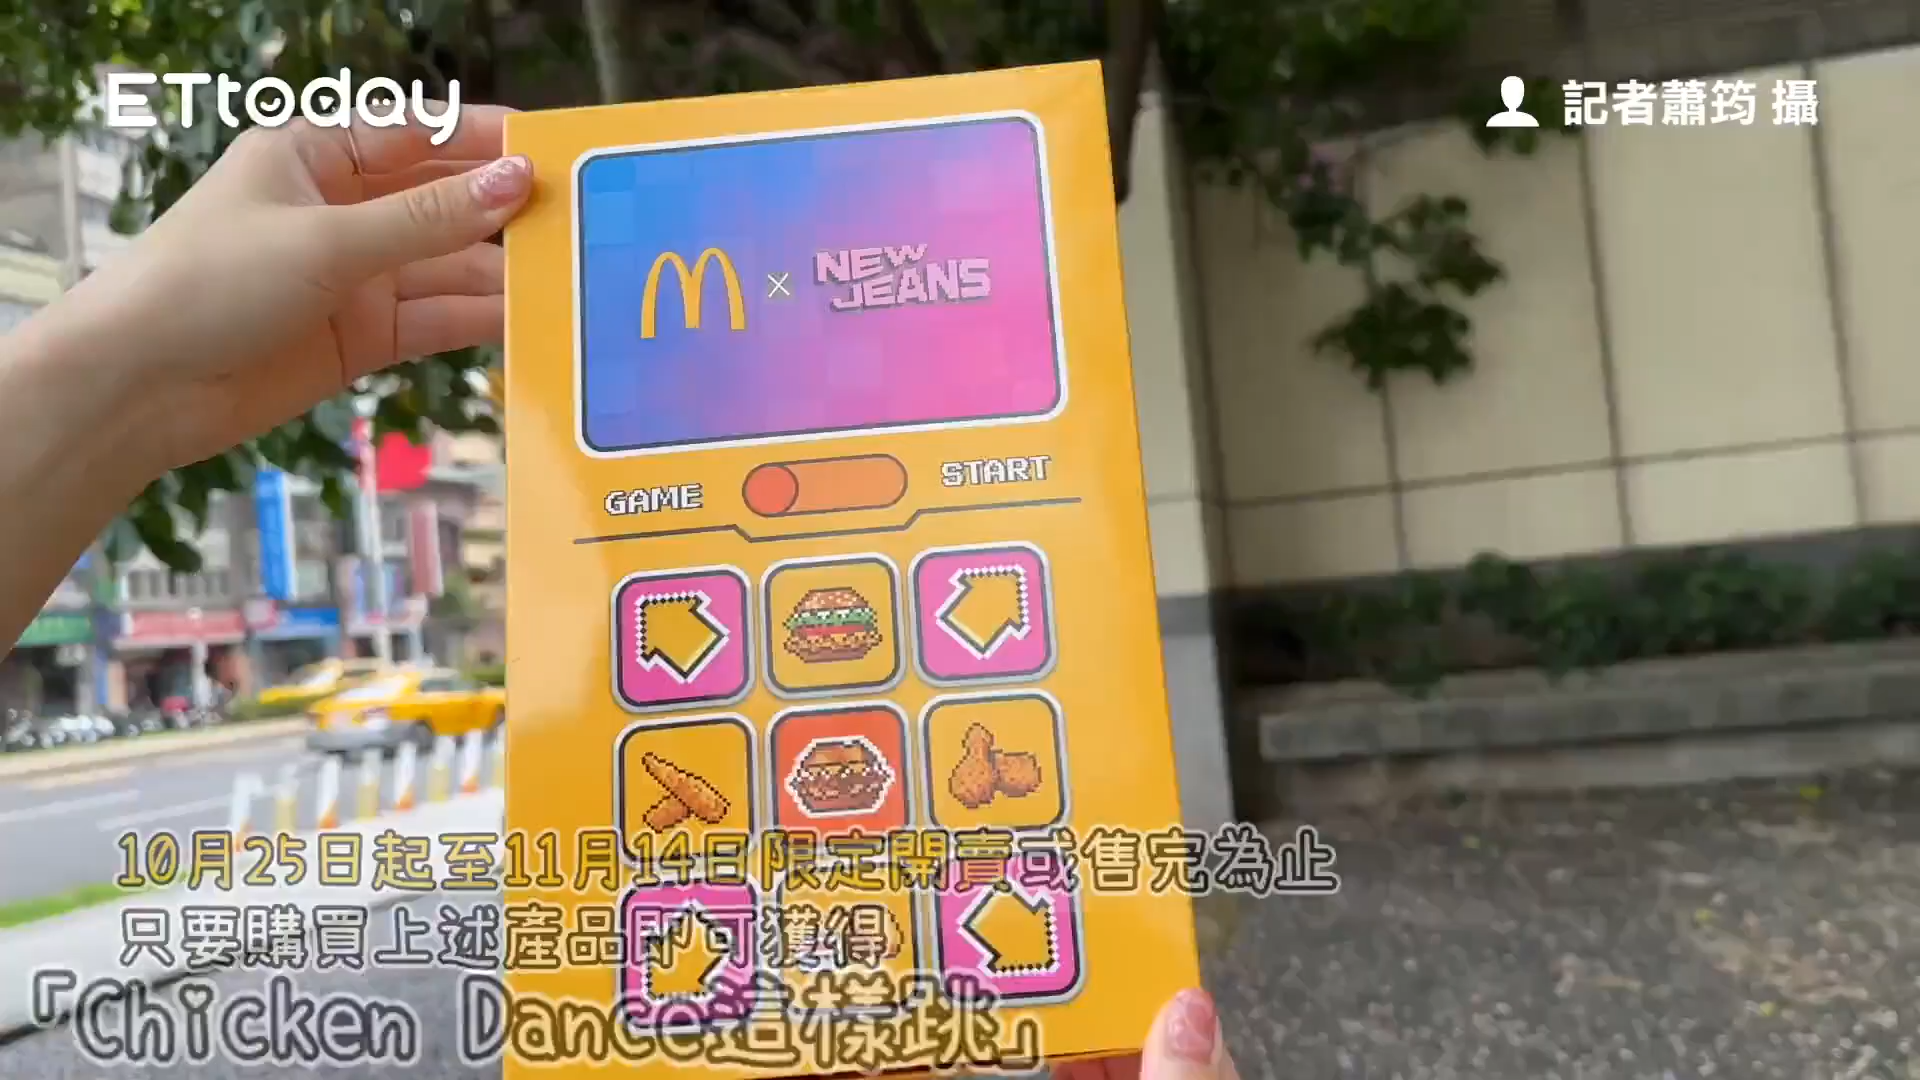 ETtoday
記者蕭筠 攝
M × NEW JEANS
GAME START
10月25日起至11月14日限定開賣或售完為止
只要購買上述產品即可獲得
「Chicken Dance這樣跳」